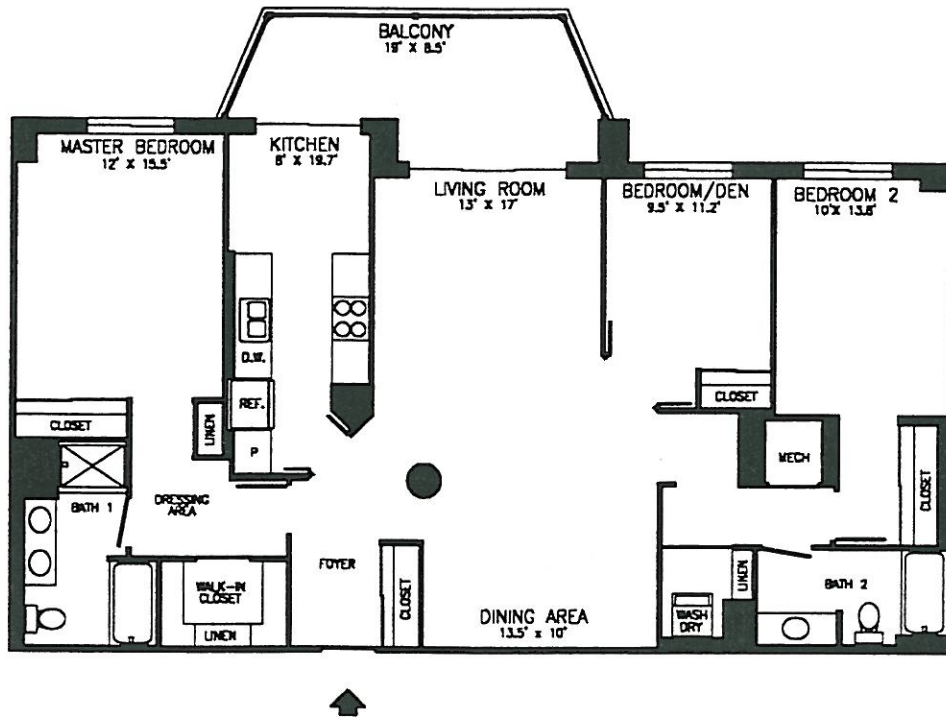 BALCONY
19' X 8.5'
MASTER BEDROOM
12' X 15.5'
KITCHEN
8' X 19.7'
LIVING ROOM
13' X 17'
BEDROOM/DEN
9.5' X 11.2'
BEDROOM 2
10'X 13.8'
D.W.
REF.
P
LINEN
CLOSET
CLOSET
MECH
CLOSET
BATH 1
DRESSING
AREA
FOYER
CLOSET
WALK-IN
CLOSET
LINEN
DINING AREA
13.5' x 10'
LINEN
WASH
DRY
BATH 2